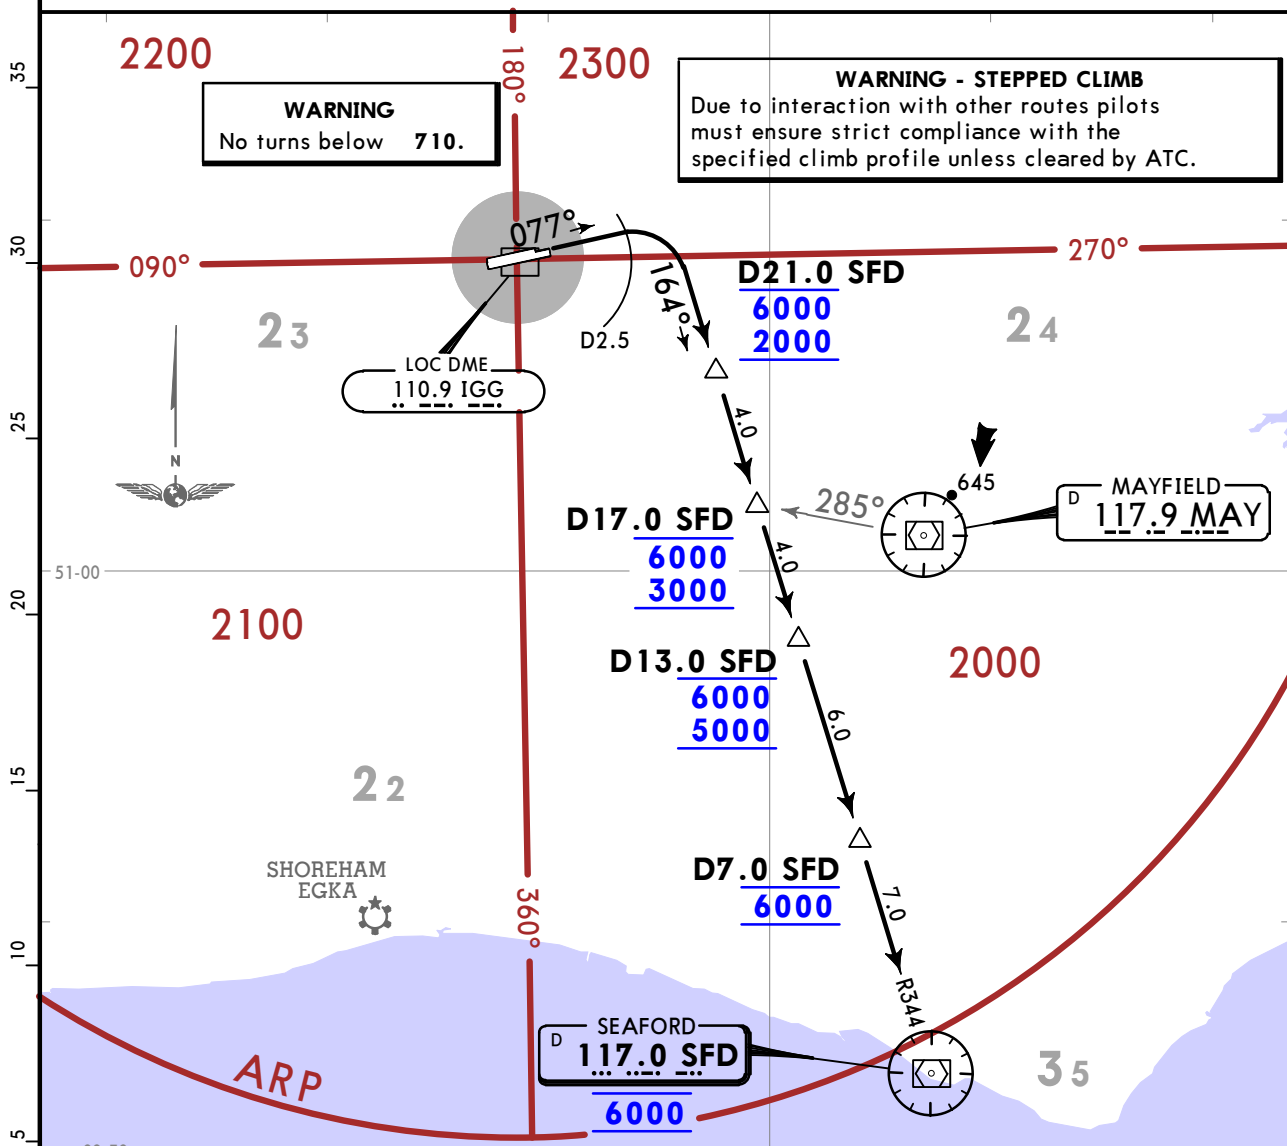 2200
180°
2300
35
WARNING
No turns below 710.
WARNING - STEPPED CLIMB
Due to interaction with other routes pilots
must ensure strict compliance with the
specified climb profile unless cleared by ATC.
30
090°
077°
270°
164°
D21.0 SFD
6000
2000
23
D2.5
24
LOC DME
110.9 IGG
25
4.0
N
645
D MAYFIELD
117.9 MAY
285°
D17.0 SFD
6000
3000
4.0
51-00
20
2100
D13.0 SFD
6000
5000
2000
6.0
15
22
SHOREHAM
EGKA
D7.0 SFD
6000
7.0
360°
10
R344
SEAFORD
D 117.0 SFD
35
ARP
6000
5